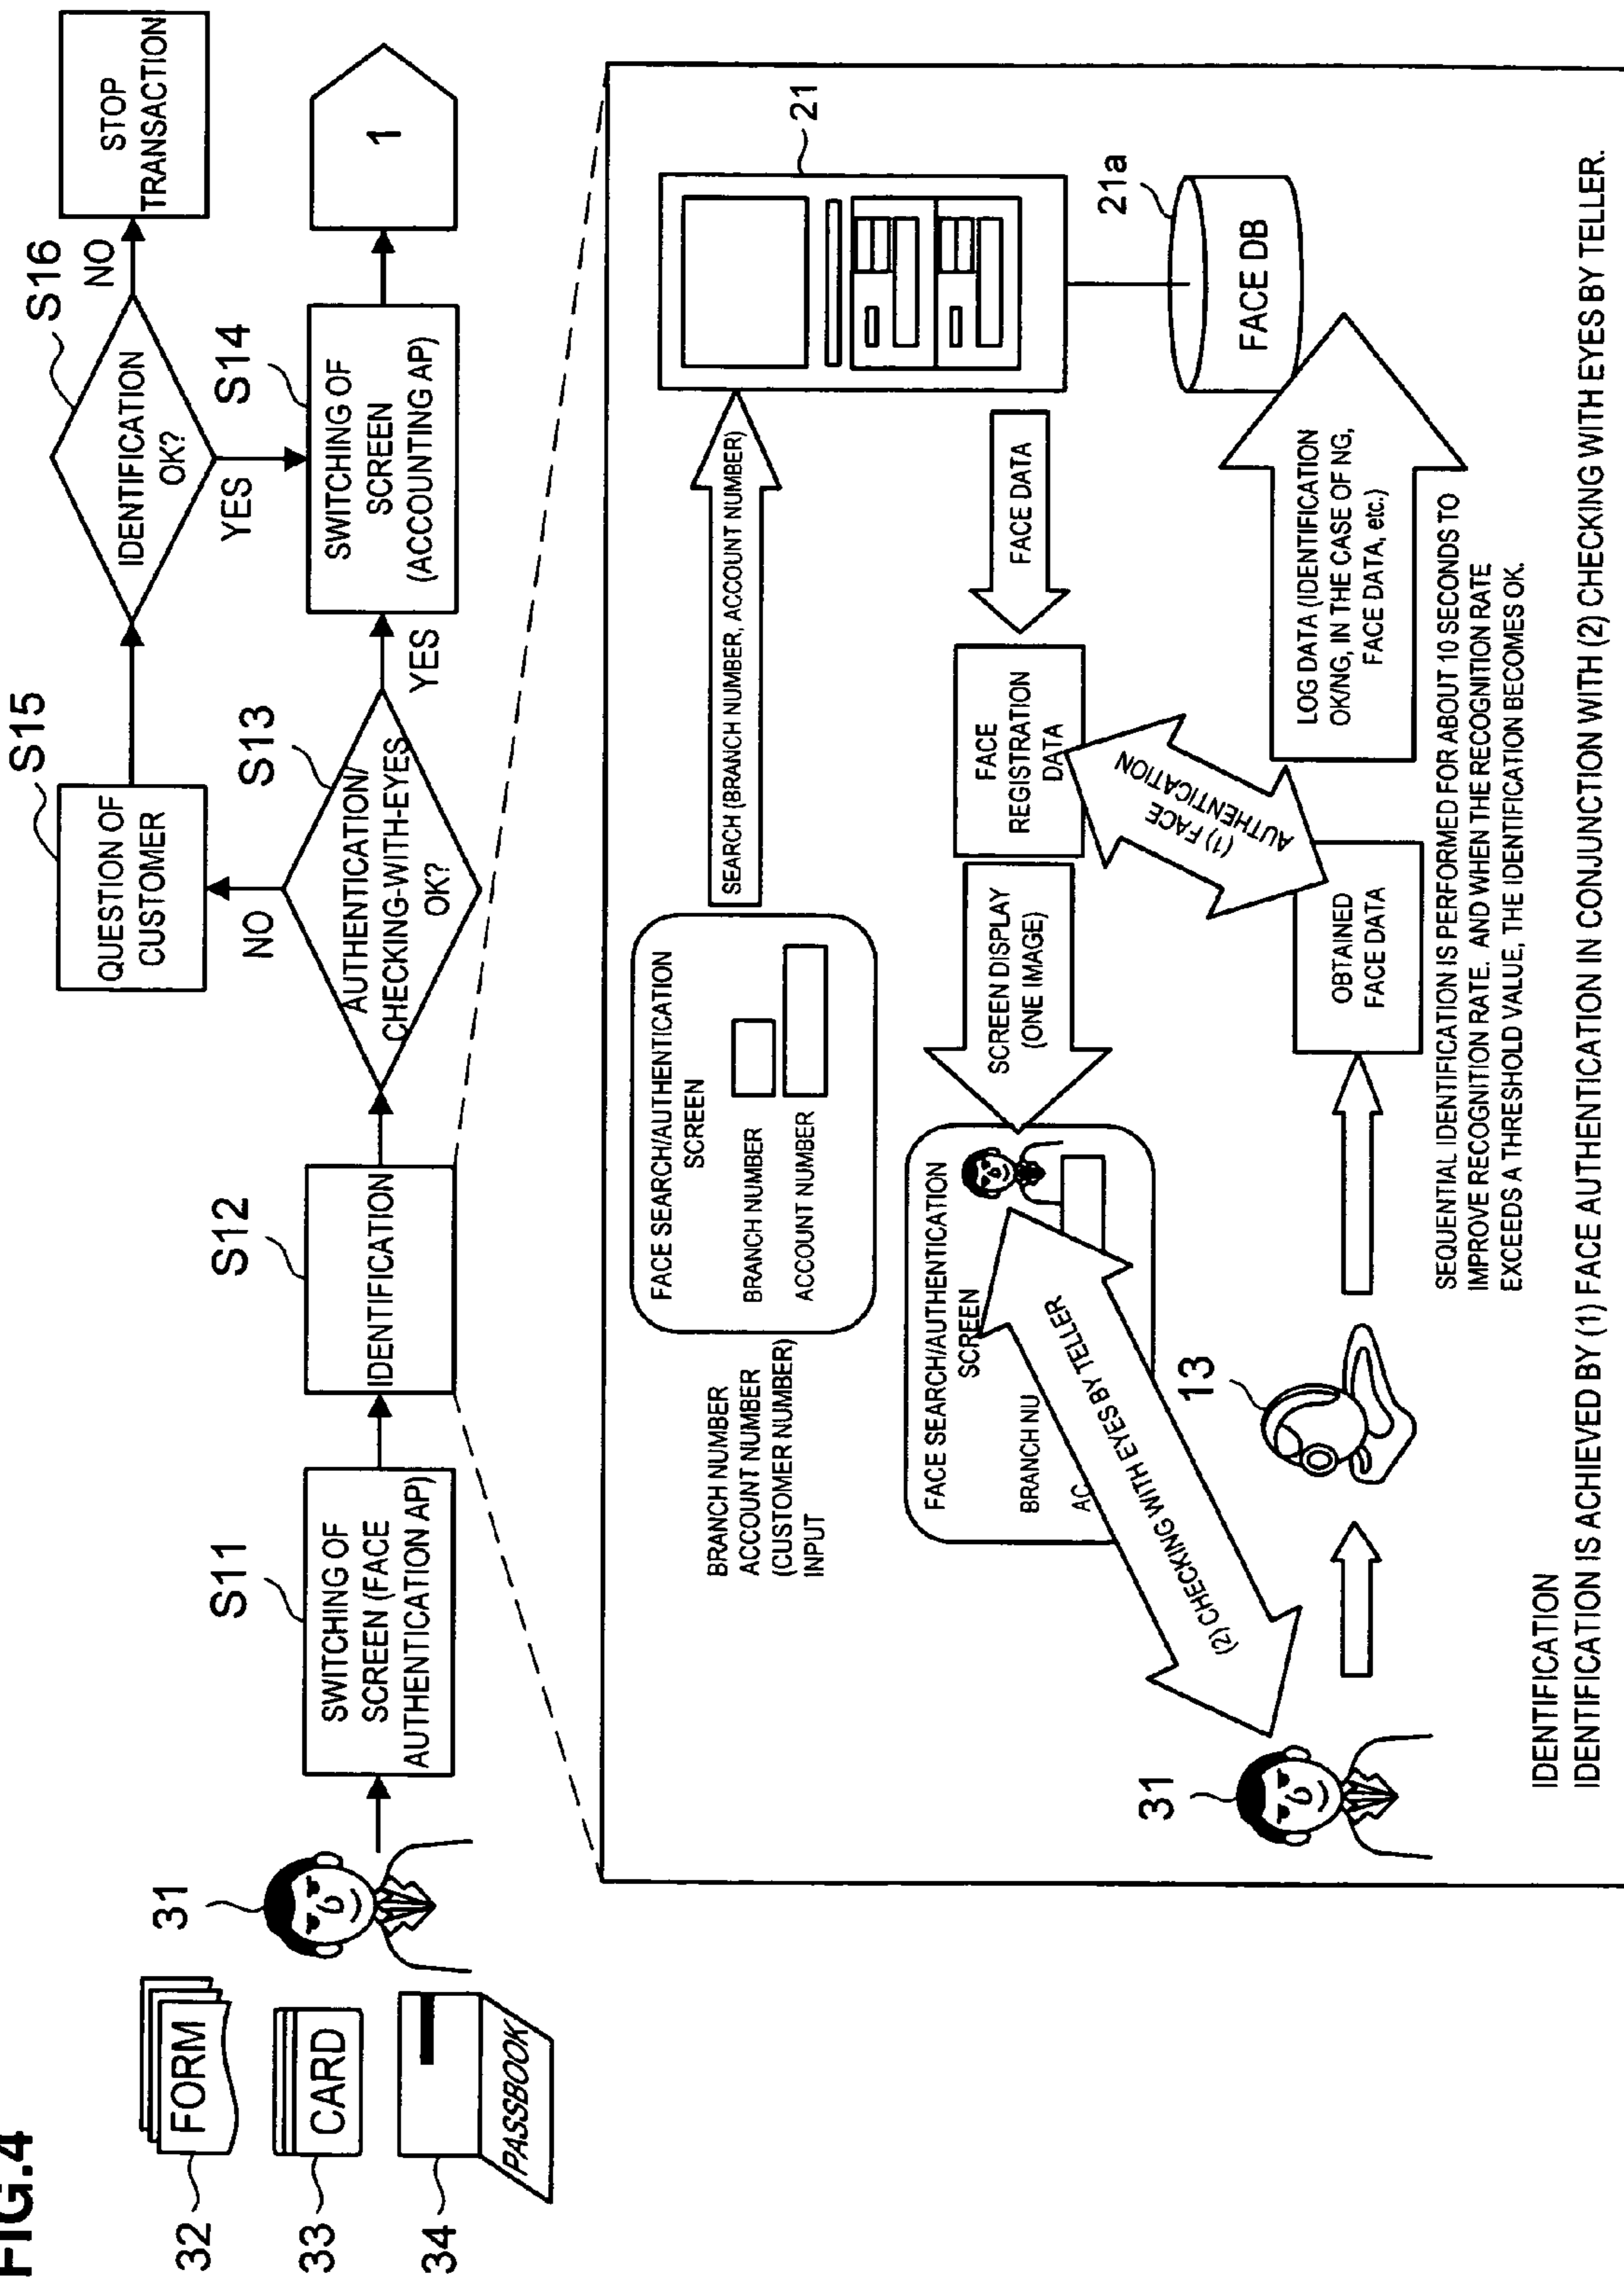 FIG.4
32
FORM
33
CARD
34
PASSBOOK
31
S11
SWITCHING OF
SCREEN (FACE
AUTHENTICATION AP)
S12
IDENTIFICATION
S13
AUTHENTICATION/
CHECKING-WITH-EYES
OK?
NO
YES
S15
QUESTION OF
CUSTOMER
S16
IDENTIFICATION
OK?
NO
YES
STOP
TRANSACTION
S14
SWITCHING OF
SCREEN
(ACCOUNTING AP)
1
BRANCH NUMBER
ACCOUNT NUMBER
(CUSTOMER NUMBER)
INPUT
FACE SEARCH/AUTHENTICATION
SCREEN
BRANCH NUMBER
ACCOUNT NUMBER
SEARCH (BRANCH NUMBER, ACCOUNT NUMBER)
21
21a
FACE DB
FACE DATA
FACE
REGISTRATION
DATA
SCREEN DISPLAY
(ONE IMAGE)
FACE SEARCH/AUTHENTICATION
SCREEN
BRANCH NU
AC
(2) CHECKING WITH EYES BY TELLER
(1) FACE
AUTHENTICATION
31
13
OBTAINED
FACE DATA
LOG DATA (IDENTIFICATION
OK/NG, IN THE CASE OF NG,
FACE DATA, etc.)
SEQUENTIAL IDENTIFICATION IS PERFORMED FOR ABOUT 10 SECONDS TO
IMPROVE RECOGNITION RATE. AND WHEN THE RECOGNITION RATE
EXCEEDS A THRESHOLD VALUE, THE IDENTIFICATION BECOMES OK.
IDENTIFICATION
IDENTIFICATION IS ACHIEVED BY (1) FACE AUTHENTICATION IN CONJUNCTION WITH (2) CHECKING WITH EYES BY TELLER.